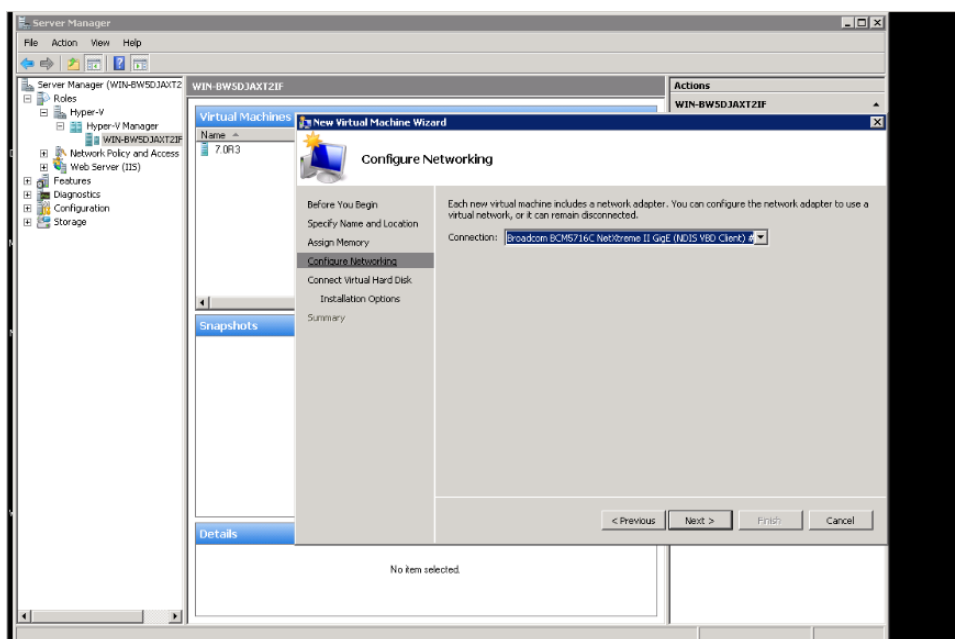 Server Manager
File Action View Help
Server Manager (WIN-BW5DJAXT2
Roles
Hyper-V
Hyper-V Manager
WIN-BW5DJAXT2IF
Network Policy and Access
Web Server (IIS)
Features
Diagnostics
Configuration
Storage
WIN-BW5DJAXT2IF
Virtual Machines
Name
7.0R3
Snapshots
Details
No item selected.
Actions
WIN-BW5DJAXT2IF
New Virtual Machine Wizard
Configure Networking
Before You Begin
Specify Name and Location
Assign Memory
Configure Networking
Connect Virtual Hard Disk
Installation Options
Summary
Each new virtual machine includes a network adapter. You can configure the network adapter to use a
virtual network, or it can remain disconnected.
Connection: Broadcom BCM5716C NetXtreme II GigE (NDIS VBD Client) #
< Previous Next > Finish Cancel